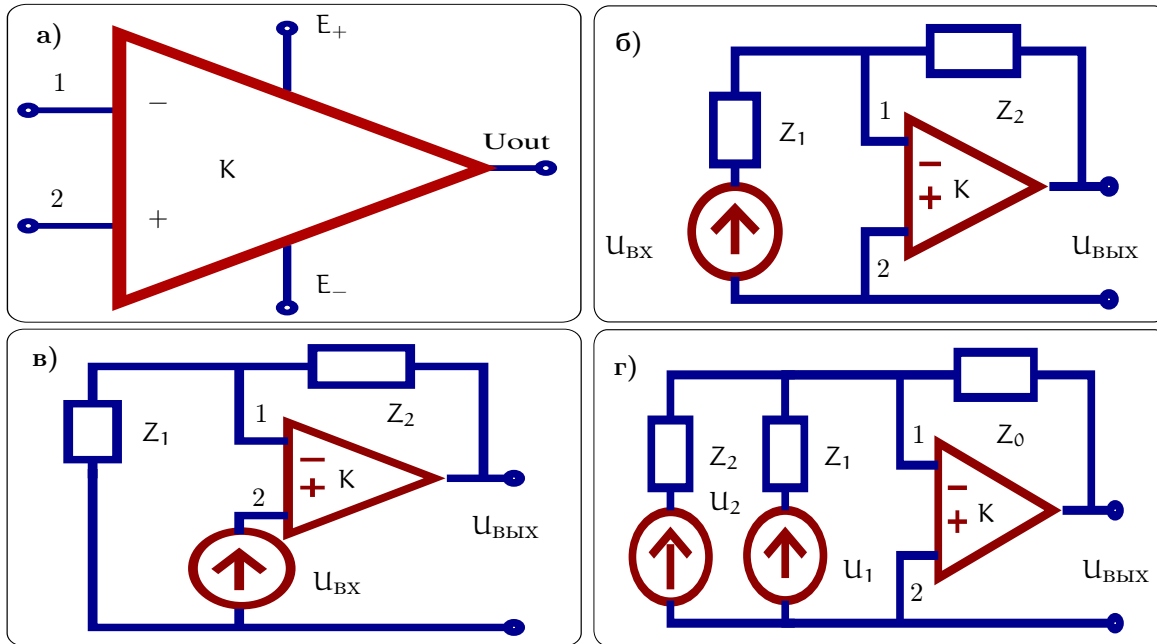 а)
E₊
1
−
Uout
K
2
+
E₋
б)
Z₂
1
Z₁
−
K
+
Uвх
2
Uвых
в)
Z₂
1
Z₁
−
K
+
2
Uвых
Uвх
г)
Z₀
1
Z₂
Z₁
−
U₂
K
+
U₁
Uвых
2